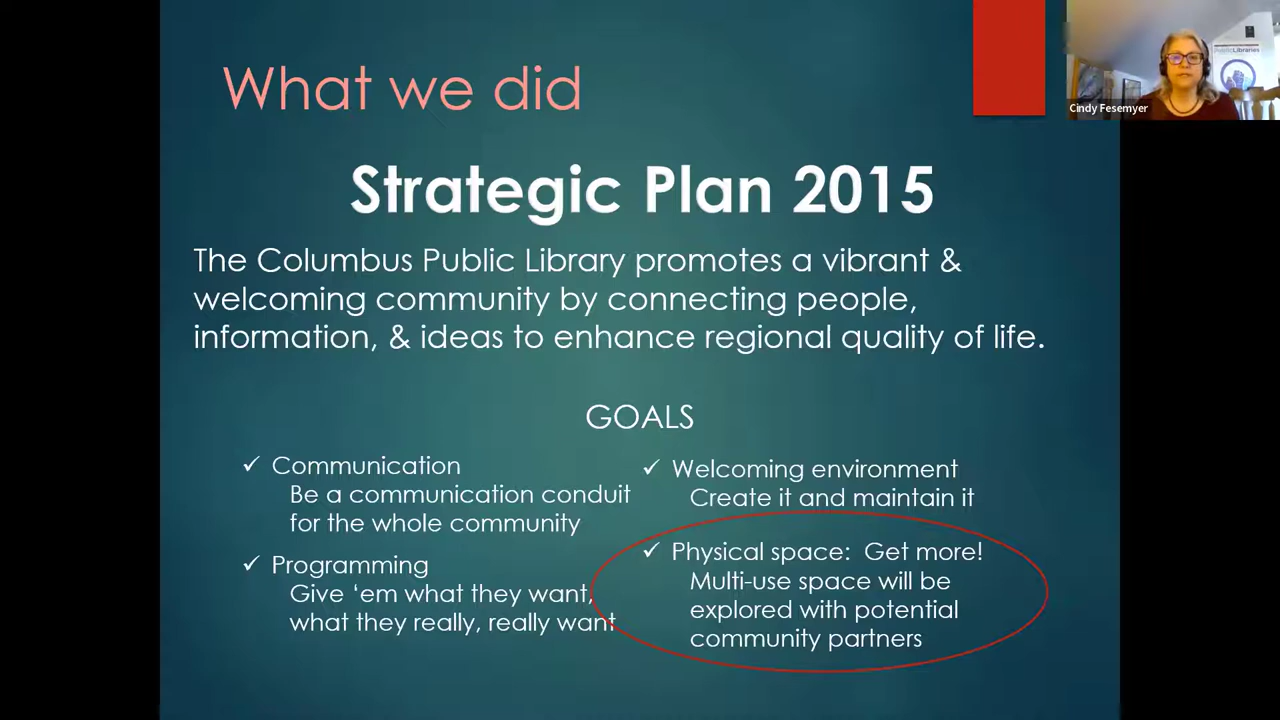 What we did
Cindy Fesemyer
PublicLibraries
Strategic Plan 2015
The Columbus Public Library promotes a vibrant &
welcoming community by connecting people,
information, & ideas to enhance regional quality of life.
GOALS
✓ Communication
Be a communication conduit
for the whole community
✓ Programming
Give ‘em what they want,
what they really, really want
✓ Welcoming environment
Create it and maintain it
✓ Physical space: Get more!
Multi-use space will be
explored with potential
community partners